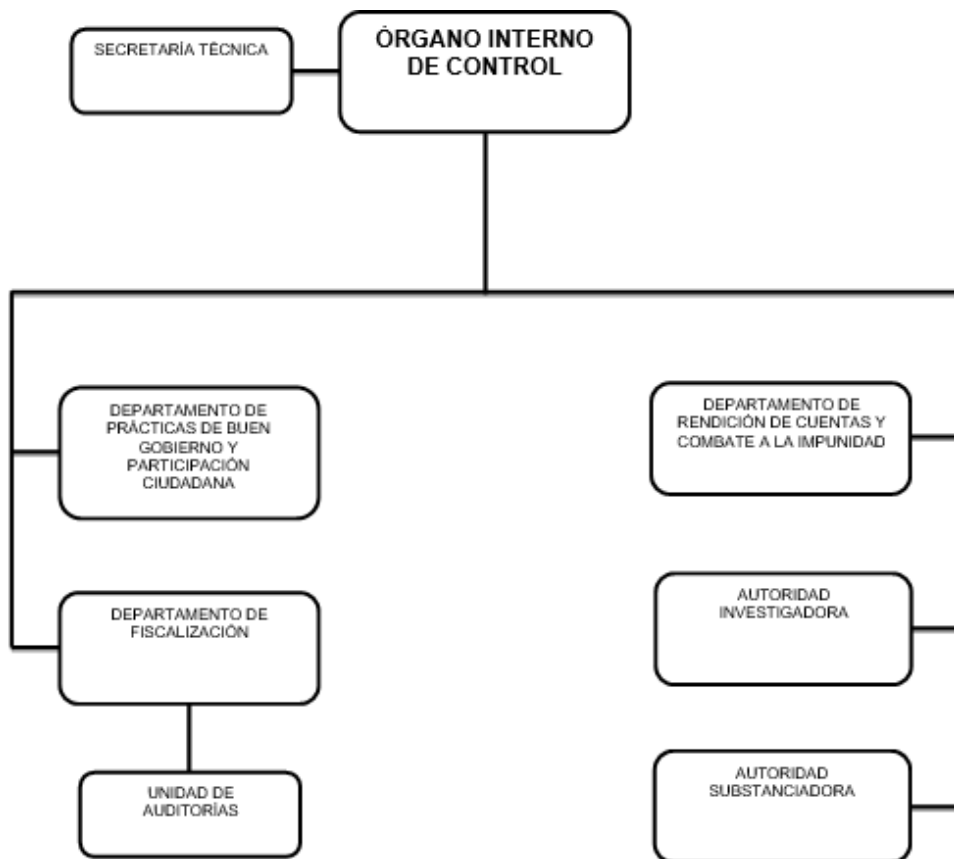 SECRETARÍA TÉCNICA
ÓRGANO INTERNO
DE CONTROL
DEPARTAMENTO DE
PRÁCTICAS DE BUEN
GOBIERNO Y
PARTICIPACIÓN
CIUDADANA
DEPARTAMENTO DE
RENDICIÓN DE CUENTAS Y
COMBATE A LA IMPUNIDAD
DEPARTAMENTO DE
FISCALIZACIÓN
AUTORIDAD
INVESTIGADORA
UNIDAD DE
AUDITORÍAS
AUTORIDAD
SUBSTANCIADORA